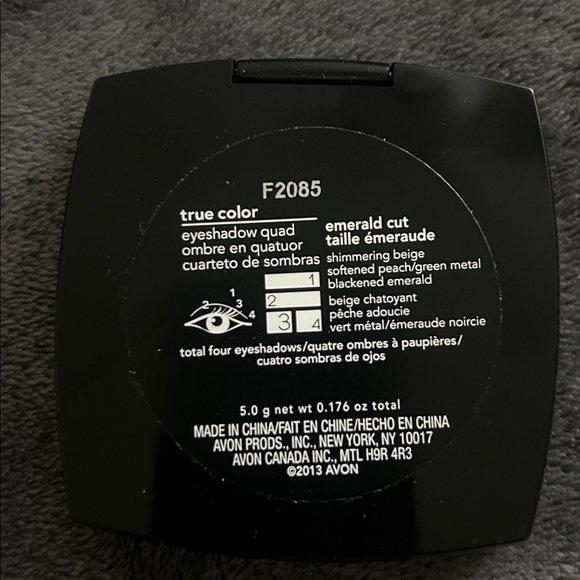 F2085
true color
eyeshadow quad
ombre en quatuor
cuarteto de sombras
emerald cut
taille émeraude
shimmering beige
softened peach/green metal
blackened emerald
beige chatoyant
pêche adoucie
vert métal/émeraude noircie
1
2
3 4
1
2 3
4
total four eyeshadows/quatre ombres à paupières/
cuatro sombras de ojos
5.0 g net wt 0.176 oz total
MADE IN CHINA/FAIT EN CHINE/HECHO EN CHINA
AVON PRODS., INC., NEW YORK, NY 10017
AVON CANADA INC., MTL H9R 4R3
©2013 AVON